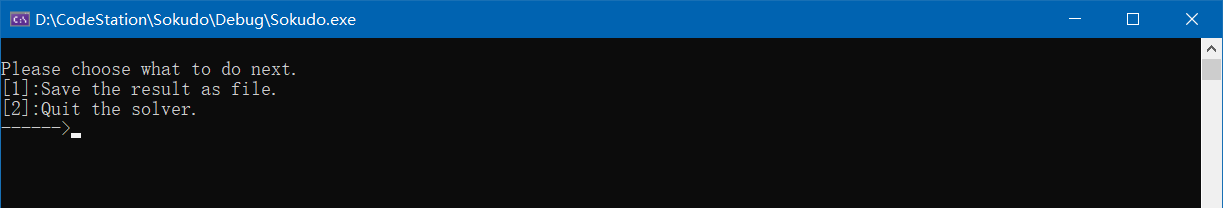 D:\CodeStation\Sokudo\Debug\Sokudo.exe
Please choose what to do next.
[1]:Save the result as file.
[2]:Quit the solver.
------>